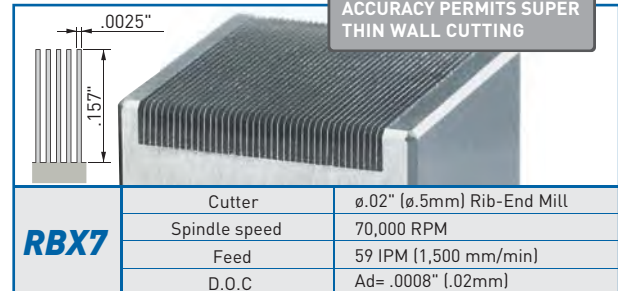 ACCURACY PERMITS SUPER
THIN WALL CUTTING
.0025"
.157"
RBX7
Cutter ø.02" (ø.5mm) Rib-End Mill
Spindle speed 70,000 RPM
Feed 59 IPM (1,500 mm/min)
D.O.C Ad= .0008" (.02mm)